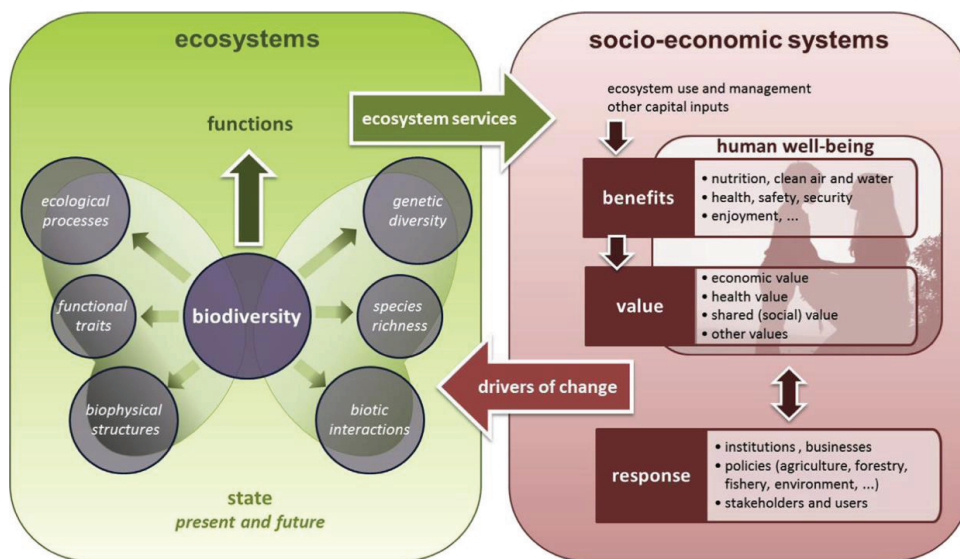 ecosystems
functions
ecological
processes
genetic
diversity
functional
traits
biodiversity
species
richness
biophysical
structures
biotic
interactions
state
present and future
ecosystem services
drivers of change
socio-economic systems
ecosystem use and management
other capital inputs
human well-being
benefits
• nutrition, clean air and water
• health, safety, security
• enjoyment, ...
value
• economic value
• health value
• shared (social) value
• other values
response
• institutions , businesses
• policies (agriculture, forestry,
fishery, environment, ...)
• stakeholders and users